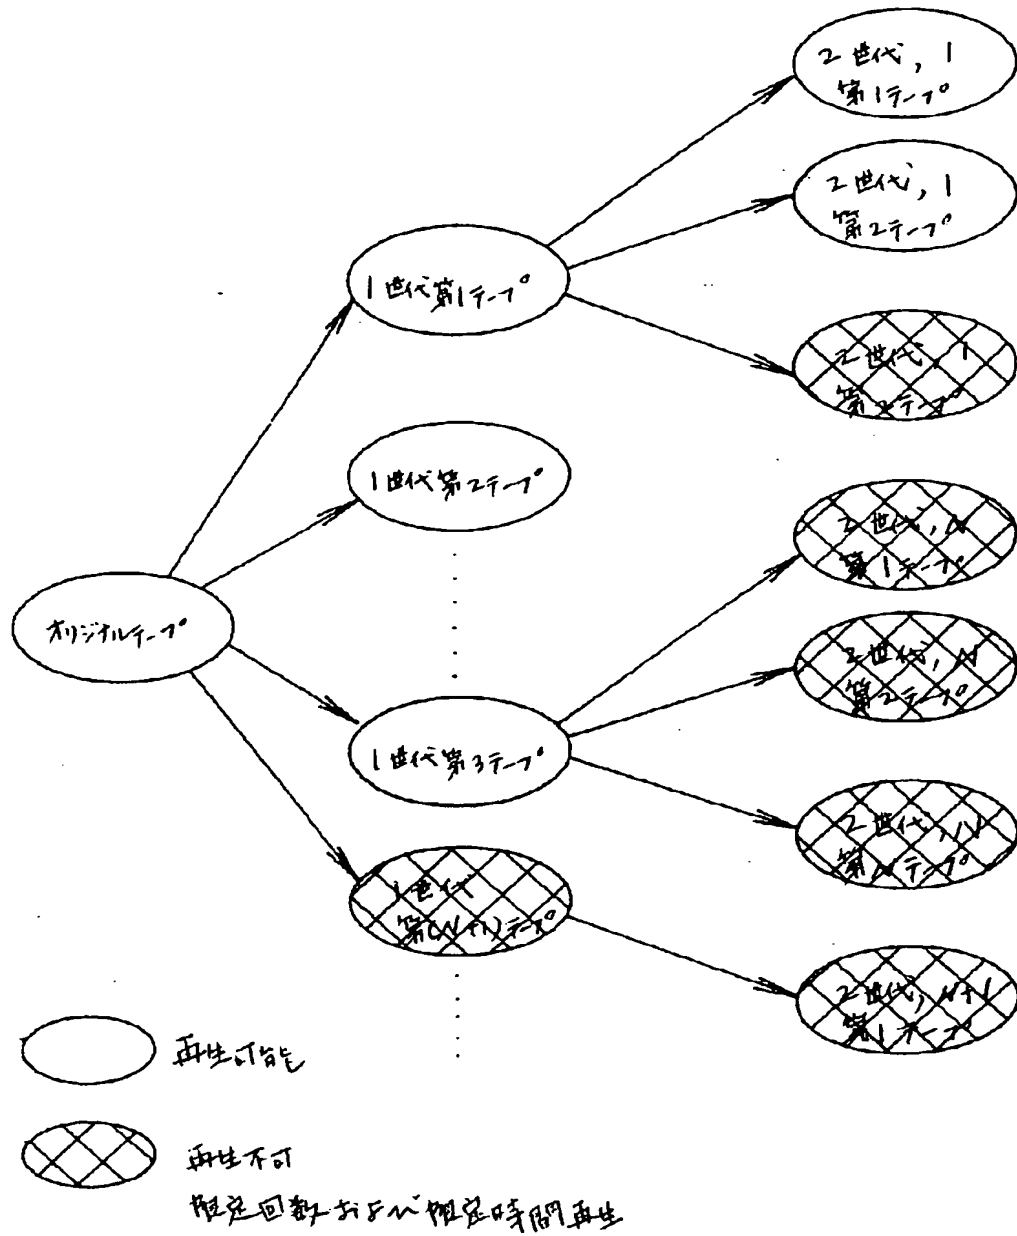 2世代, 1
第1テープ
2世代, 1
第2テープ
1世代第1テープ
2世代, 1
1世代第2テープ
2世代, N
第1テープ
オリジナルテープ
2世代, N
第2テープ
1世代第3テープ
2世代, N
第Nテープ
1世代
第(N+1)テープ
2世代, N+1
第1テープ
再生可能
再生不可
限定回数および限定時間再生